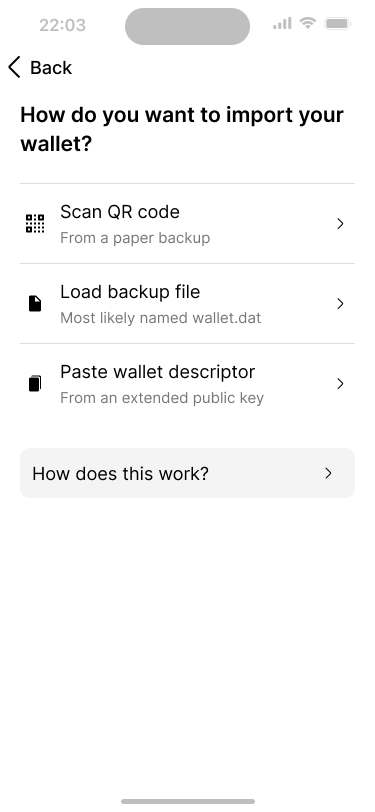 22:03
Back
How do you want to import your
wallet?
Scan QR code
From a paper backup
Load backup file
Most likely named wallet.dat
Paste wallet descriptor
From an extended public key
How does this work?